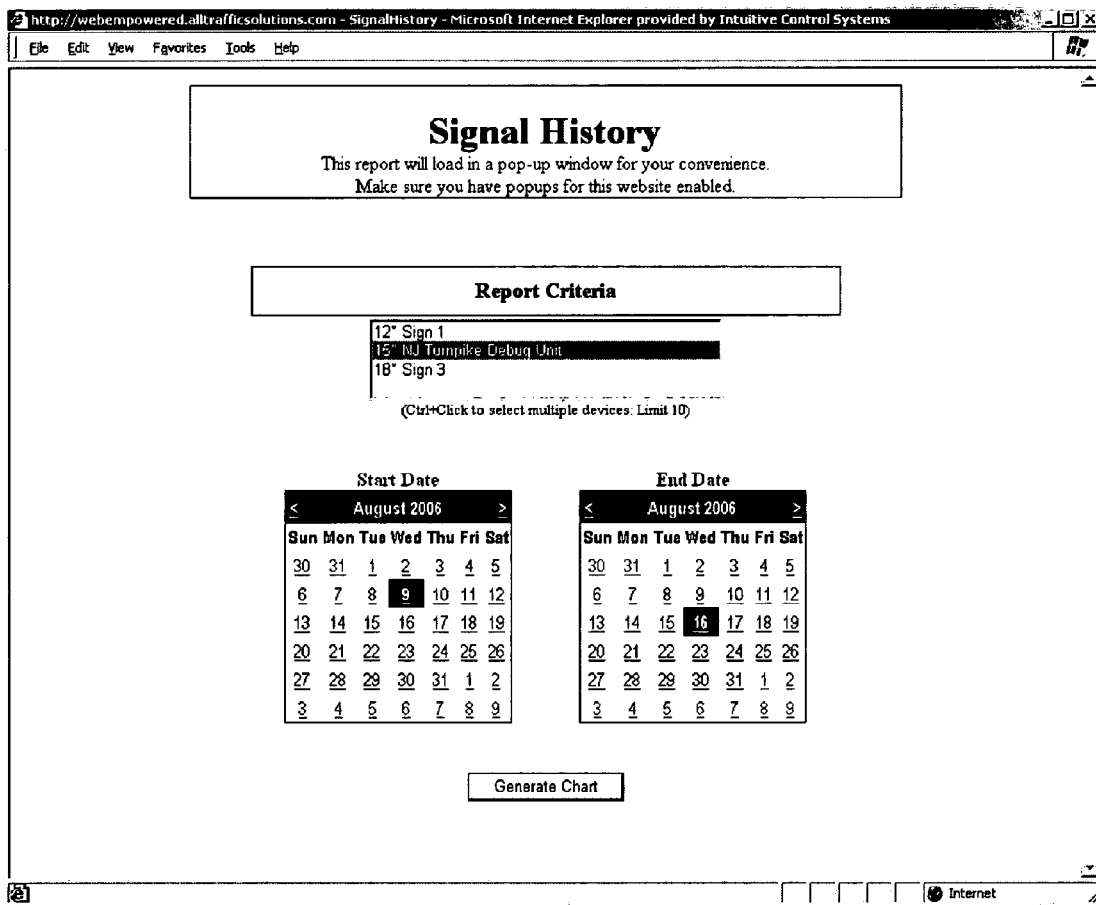 http://webempowered.alltrafficsolutions.com - SignalHistory - Microsoft Internet Explorer provided by Intuitive Control Systems
File Edit View Favorites Tools Help
Signal History
This report will load in a pop-up window for your convenience.
Make sure you have popups for this website enabled.
Report Criteria
12" Sign 1
15" NJ Turnpike Debug Unit
18" Sign 3
(Ctrl+Click to select multiple devices: Limit 10)
Start Date End Date
< August 2006 > < August 2006 >
Sun Mon Tue Wed Thu Fri Sat Sun Mon Tue Wed Thu Fri Sat
30 31 1 2 3 4 5 30 31 1 2 3 4 5
6 7 8 9 10 11 12 6 7 8 9 10 11 12
13 14 15 16 17 18 19 13 14 15 16 17 18 19
20 21 22 23 24 25 26 20 21 22 23 24 25 26
27 28 29 30 31 1 2 27 28 29 30 31 1 2
3 4 5 6 7 8 9 3 4 5 6 7 8 9
Generate Chart
Internet